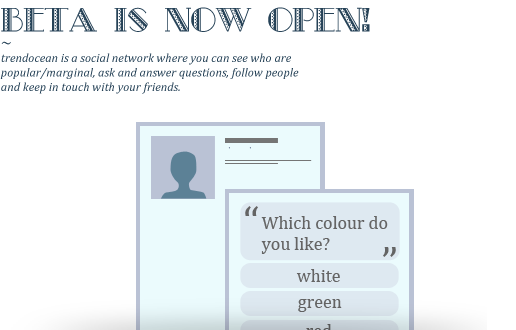 BETA IS NOW OPEN!
~
trendocean is a social network where you can see who are
popular/marginal, ask and answer questions, follow people
and keep in touch with your friends.
“ Which colour do
you like? ”
white
green
red